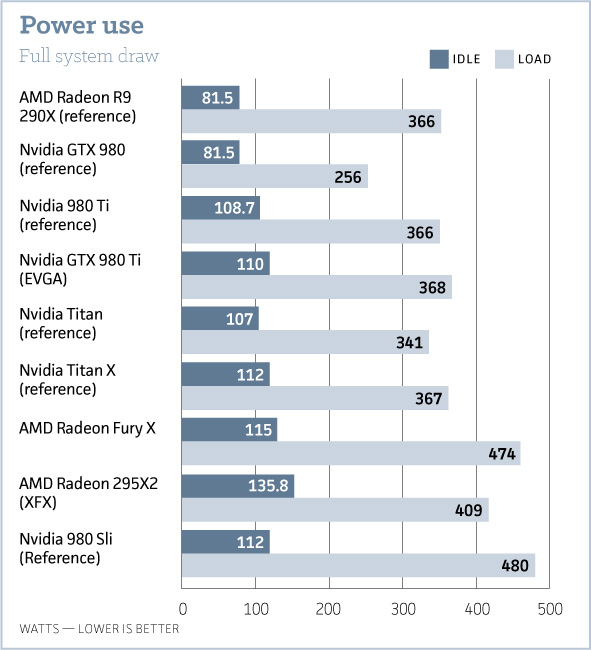 Power use
Full system draw
IDLE LOAD
AMD Radeon R9
290X (reference)
81.5
366
Nvidia GTX 980
(reference)
81.5
256
Nvidia 980 Ti
(reference)
108.7
366
Nvidia GTX 980 Ti
(EVGA)
110
368
Nvidia Titan
(reference)
107
341
Nvidia Titan X
(reference)
112
367
AMD Radeon Fury X
115
474
AMD Radeon 295X2
(XFX)
135.8
409
Nvidia 980 Sli
(Reference)
112
480
0 100 200 300 400 500
WATTS — LOWER IS BETTER